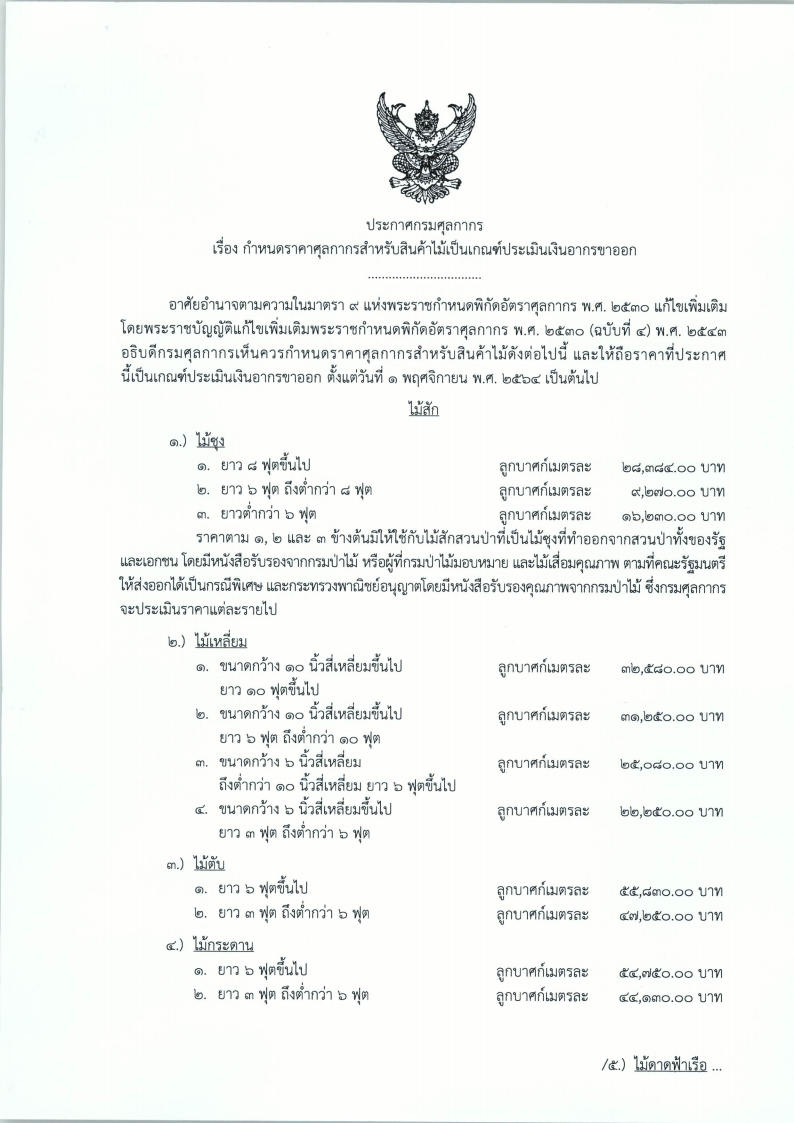 ประกาศกรมศุลกากร
เรื่อง กำหนดราคาศุลกากรสำหรับสินค้าไม้เป็นเกณฑ์ประเมินเงินอากรขาออก
.................................
อาศัยอำนาจตามความในมาตรา ๙ แห่งพระราชกำหนดพิกัดอัตราศุลกากร พ.ศ. ๒๕๓๐ แก้ไขเพิ่มเติม
โดยพระราชบัญญัติแก้ไขเพิ่มเติมพระราชกำหนดพิกัดอัตราศุลกากร พ.ศ. ๒๕๓๐ (ฉบับที่ ๔) พ.ศ. ๒๕๔๓
อธิบดีกรมศุลกากรเห็นควรกำหนดราคาศุลกากรสำหรับสินค้าไม้ดังต่อไปนี้ และให้ถือราคาที่ประกาศ
นี้เป็นเกณฑ์ประเมินเงินอากรขาออก ตั้งแต่วันที่ ๑ พฤศจิกายน พ.ศ. ๒๕๖๔ เป็นต้นไป
ไม้สัก
๑.) ไม้ซุง
๑. ยาว ๘ ฟุตขึ้นไป ลูกบาศก์เมตรละ ๒๘,๓๘๔.๐๐ บาท
๒. ยาว ๖ ฟุต ถึงต่ำกว่า ๘ ฟุต ลูกบาศก์เมตรละ ๙,๒๗๐.๐๐ บาท
๓. ยาวต่ำกว่า ๖ ฟุต ลูกบาศก์เมตรละ ๑๖,๒๓๐.๐๐ บาท
ราคาตาม ๑, ๒ และ ๓ ข้างต้นมิให้ใช้กับไม้สักสวนป่าที่เป็นไม้ซุงที่ทำออกจากสวนป่าทั้งของรัฐ
และเอกชน โดยมีหนังสือรับรองจากกรมป่าไม้ หรือผู้ที่กรมป่าไม้มอบหมาย และไม้เสื่อมคุณภาพ ตามที่คณะรัฐมนตรี
ให้ส่งออกได้เป็นกรณีพิเศษ และกระทรวงพาณิชย์อนุญาตโดยมีหนังสือรับรองคุณภาพจากกรมป่าไม้ ซึ่งกรมศุลกากร
จะประเมินราคาแต่ละรายไป
๒.) ไม้เหลี่ยม
๑. ขนาดกว้าง ๑๐ นิ้วสี่เหลี่ยมขึ้นไป ลูกบาศก์เมตรละ ๓๒,๕๘๐.๐๐ บาท
ยาว ๑๐ ฟุตขึ้นไป
๒. ขนาดกว้าง ๑๐ นิ้วสี่เหลี่ยมขึ้นไป ลูกบาศก์เมตรละ ๓๑,๒๕๐.๐๐ บาท
ยาว ๖ ฟุต ถึงต่ำกว่า ๑๐ ฟุต
๓. ขนาดกว้าง ๖ นิ้วสี่เหลี่ยม ลูกบาศก์เมตรละ ๒๕,๐๘๐.๐๐ บาท
ถึงต่ำกว่า ๑๐ นิ้วสี่เหลี่ยม ยาว ๖ ฟุตขึ้นไป
๔. ขนาดกว้าง ๖ นิ้วสี่เหลี่ยมขึ้นไป ลูกบาศก์เมตรละ ๒๒,๒๕๐.๐๐ บาท
ยาว ๓ ฟุต ถึงต่ำกว่า ๖ ฟุต
๓.) ไม้ตับ
๑. ยาว ๖ ฟุตขึ้นไป ลูกบาศก์เมตรละ ๕๕,๘๓๐.๐๐ บาท
๒. ยาว ๓ ฟุต ถึงต่ำกว่า ๖ ฟุต ลูกบาศก์เมตรละ ๔๗,๒๕๐.๐๐ บาท
๔.) ไม้กระดาน
๑. ยาว ๖ ฟุตขึ้นไป ลูกบาศก์เมตรละ ๕๔,๗๕๐.๐๐ บาท
๒. ยาว ๓ ฟุต ถึงต่ำกว่า ๖ ฟุต ลูกบาศก์เมตรละ ๔๔,๑๓๐.๐๐ บาท
/๕.) ไม้ดาดฟ้าเรือ ...